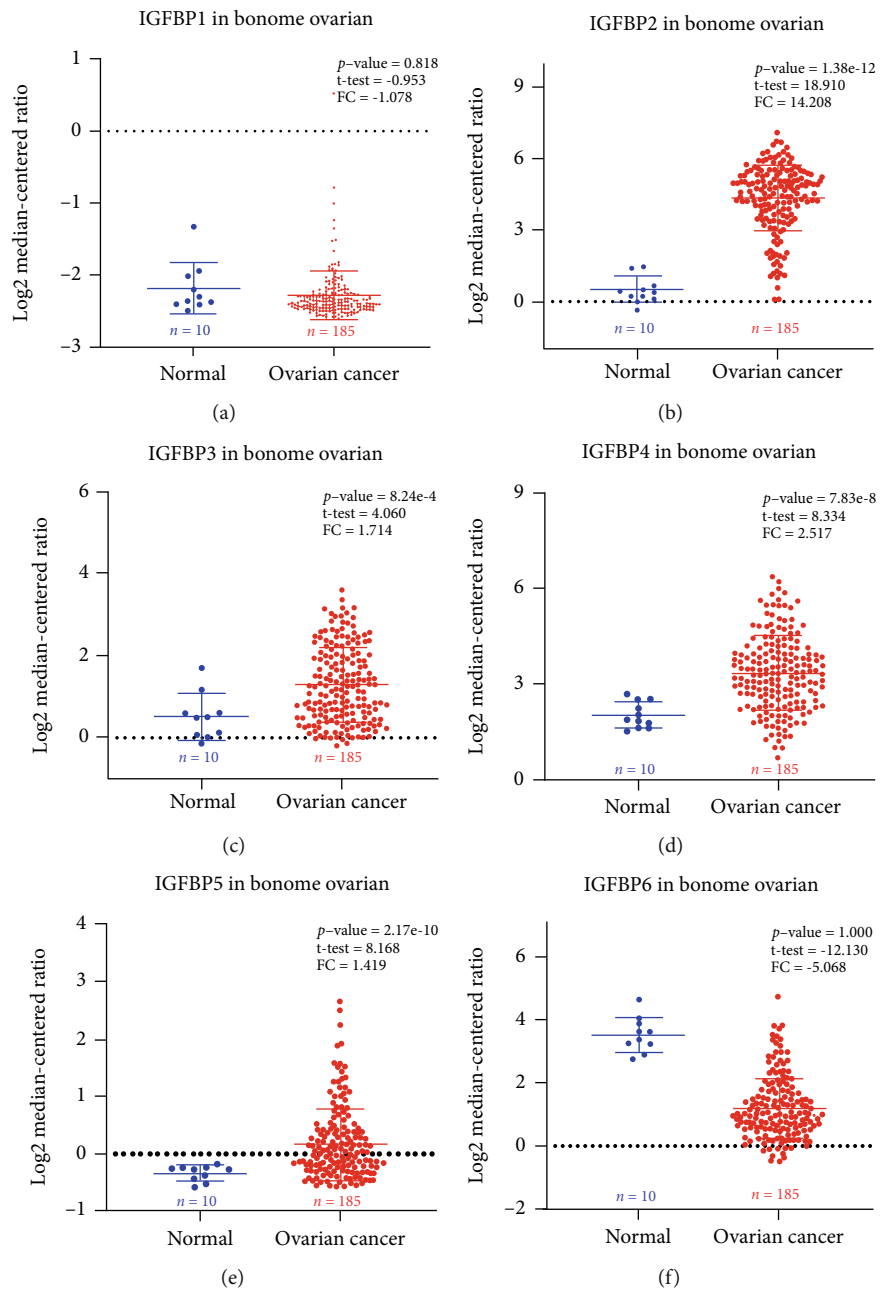 IGFBP1 in bonome ovarian
p–value = 0.818
t-test = -0.953
FC = -1.078
Log2 median-centered ratio
1
0
–1
–2
–3
n = 10
n = 185
Normal
Ovarian cancer
(a)
IGFBP2 in bonome ovarian
p–value = 1.38e-12
t-test = 18.910
FC = 14.208
Log2 median-centered ratio
9
6
3
0
n = 10
n = 185
Normal
Ovarian cancer
(b)
IGFBP3 in bonome ovarian
p–value = 8.24e-4
t-test = 4.060
FC = 1.714
Log2 median-centered ratio
6
4
2
0
n = 10
n = 185
Normal
Ovarian cancer
(c)
IGFBP4 in bonome ovarian
p–value = 7.83e-8
t-test = 8.334
FC = 2.517
Log2 median-centered ratio
9
6
3
0
n = 10
n = 185
Normal
Ovarian cancer
(d)
IGFBP5 in bonome ovarian
p–value = 2.17e-10
t-test = 8.168
FC = 1.419
Log2 median-centered ratio
4
3
2
1
0
–1
n = 10
n = 185
Normal
Ovarian cancer
(e)
IGFBP6 in bonome ovarian
p–value = 1.000
t-test = -12.130
FC = -5.068
Log2 median-centered ratio
6
4
2
0
–2
n = 10
n = 185
Normal
Ovarian cancer
(f)